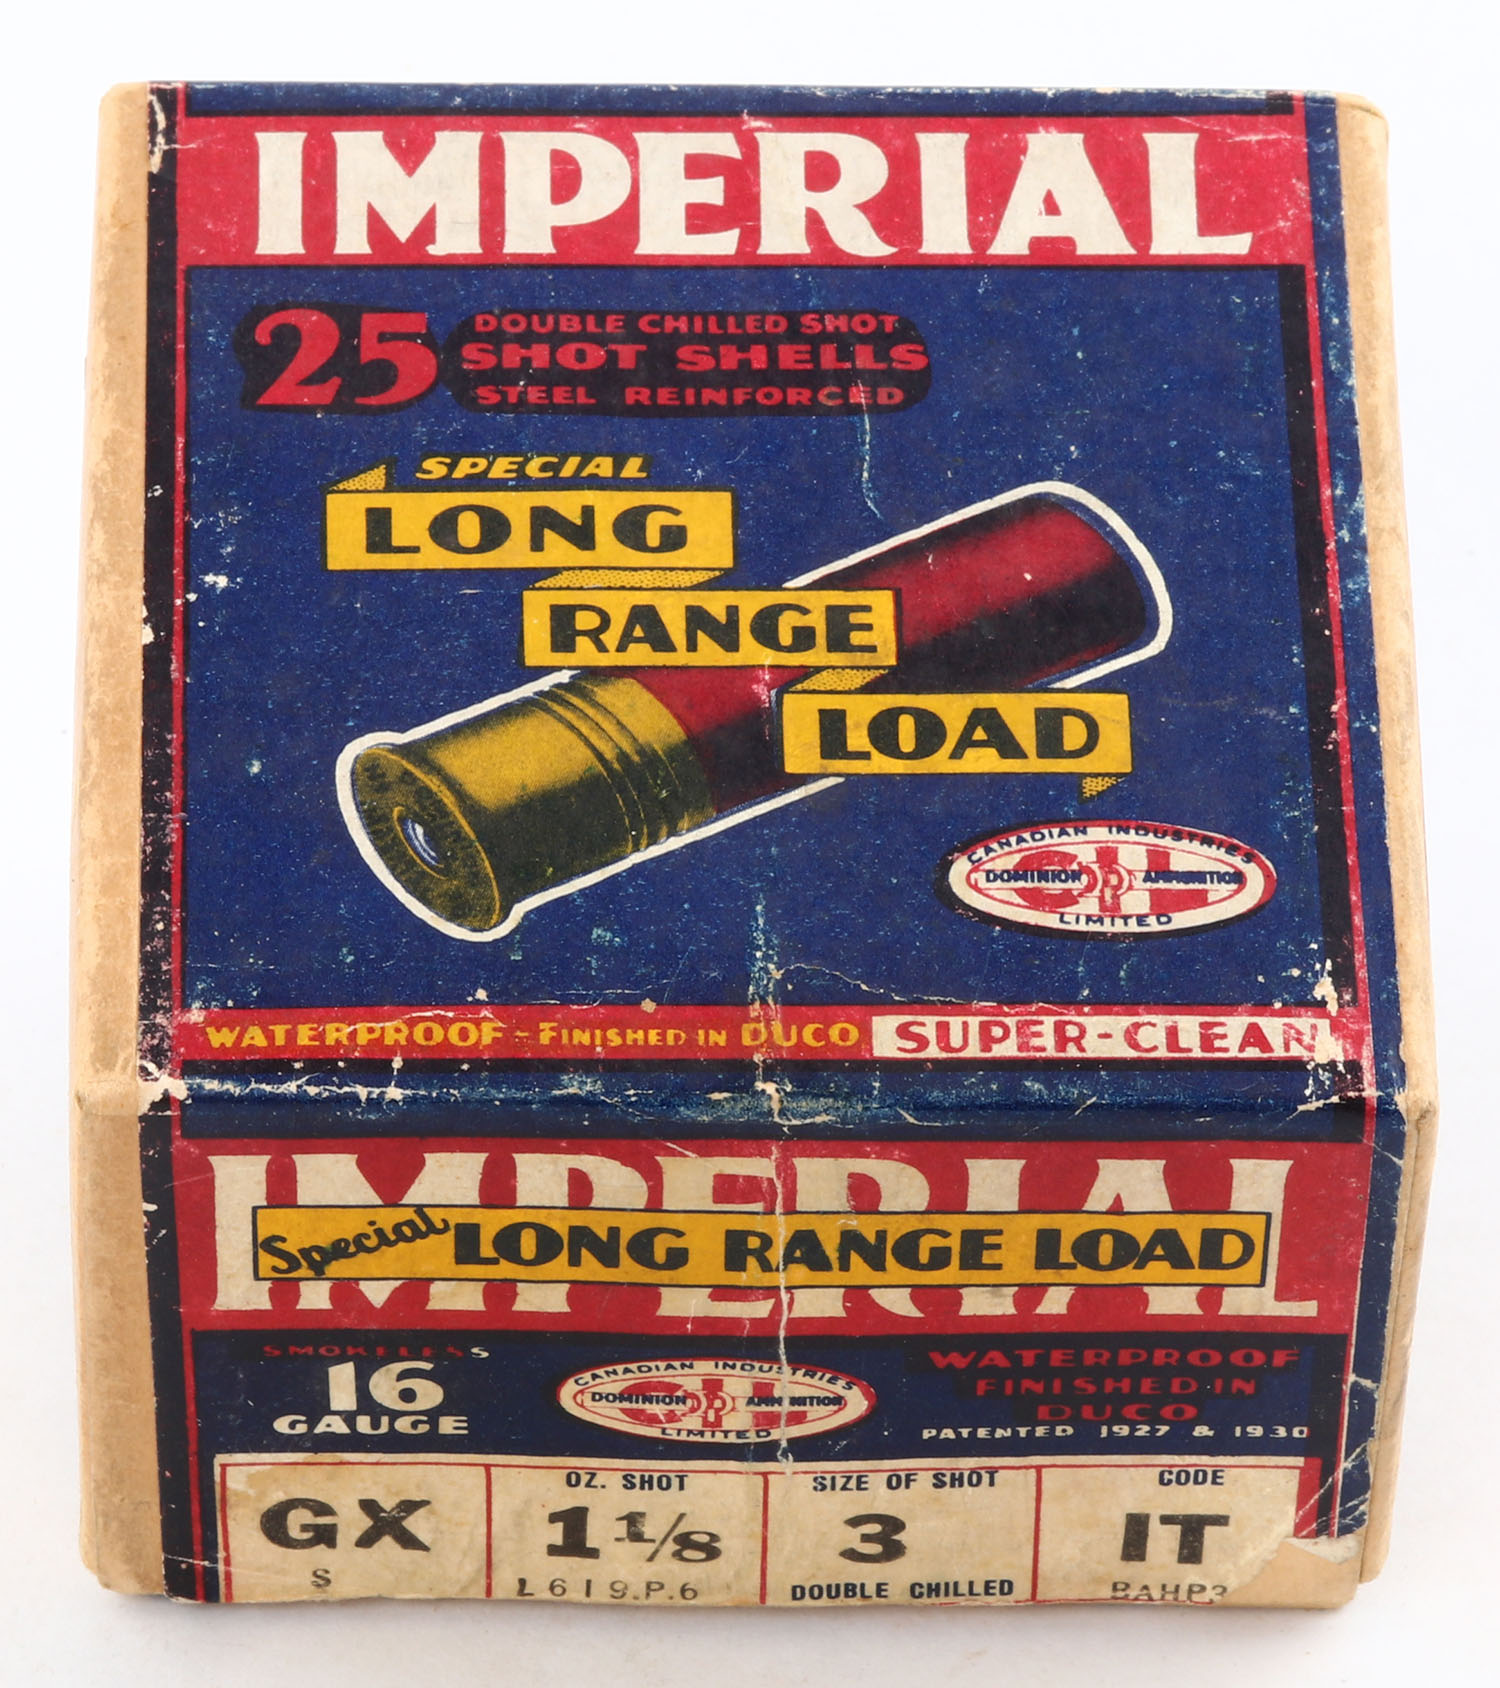 IMPERIAL
25
DOUBLE CHILLED SHOT
SHOT SHELLS
STEEL REINFORCED
SPECIAL
LONG
RANGE
LOAD
CANADIAN INDUSTRIES
CIL
DOMINION AMMUNITION
LIMITED
WATERPROOF - FINISHED IN DUCO SUPER-CLEAN
IMPERIAL
Special LONG RANGE LOAD
SMOKELESS
16
GAUGE
CANADIAN INDUSTRIES
CIL
DOMINION AMMUNITION
LIMITED
WATERPROOF
FINISHED IN
DUCO
PATENTED 1927 & 1930
GX
S
OZ. SHOT
1 1/8
L619.P.6
SIZE OF SHOT
3
DOUBLE CHILLED
CODE
IT
BAHP3